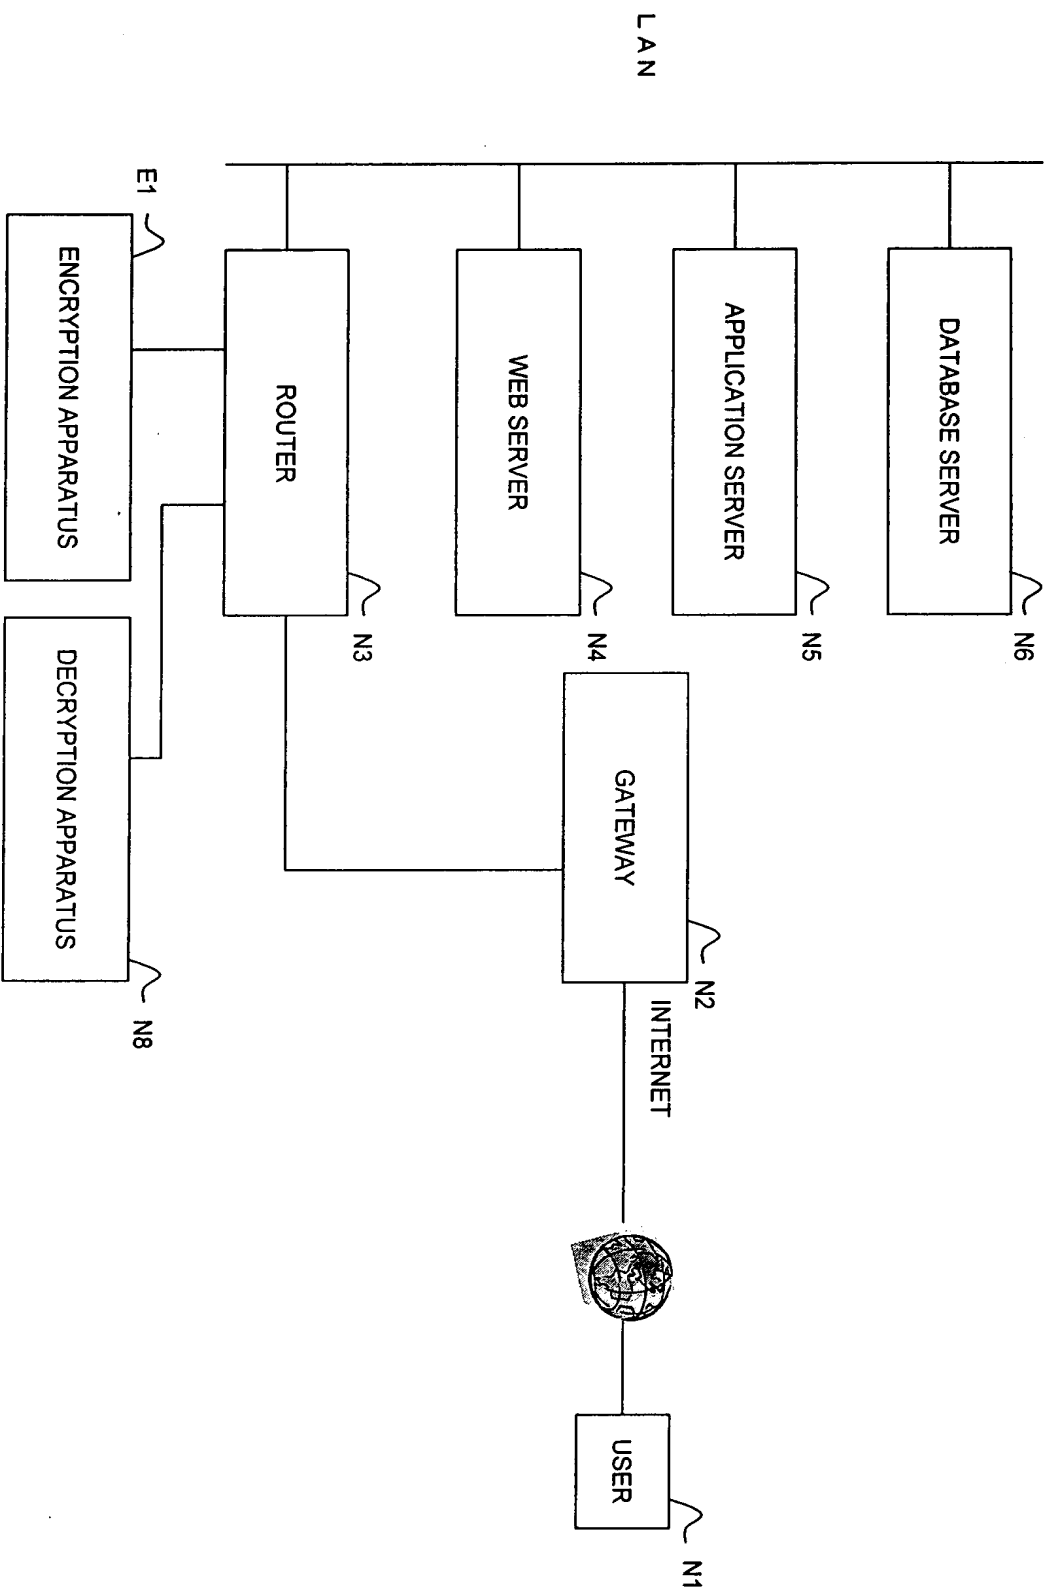 LAN
DATABASE SERVER
N6
APPLICATION SERVER
N5
WEB SERVER
N4
ROUTER
N3
ENCRYPTION APPARATUS
E1
DECRYPTION APPARATUS
N8
GATEWAY
N2
INTERNET
USER
N1